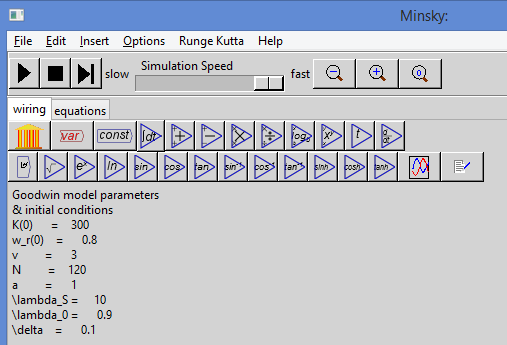 Minsky:
File Edit Insert Options Runge Kutta Help
slow Simulation Speed fast
wiring equations
var const ∫dt + − × ÷ log x^y t d/dt
√ e^x ln sin cos tan sin⁻¹ cos⁻¹ tan⁻¹ sinh cosh tanh
Goodwin model parameters
& initial conditions
K(0) = 300
w_r(0) = 0.8
v = 3
N = 120
a = 1
\lambda_S = 10
\lambda_0 = 0.9
\delta = 0.1